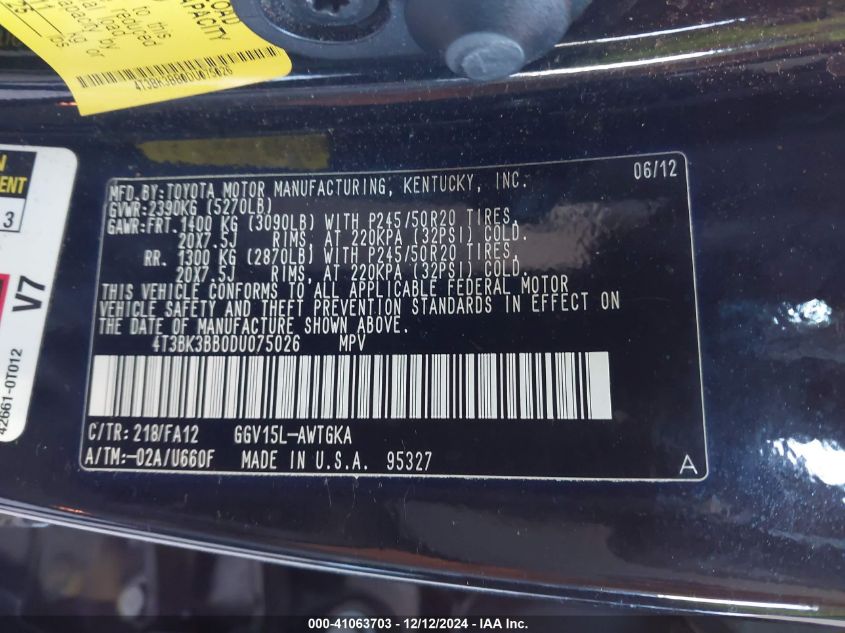 4T3BK3BB0DU075026
42661-0T012
V7
06/12
MFD.BY:TOYOTA MOTOR MANUFACTURING, KENTUCKY, INC.
GVWR:2390KG (5270LB)
GAWR:FRT. 1400 KG (3090LB) WITH P245/50R20 TIRES,
20X7.5J RIMS, AT 220KPA (32PSI) COLD.
RR. 1300 KG (2870LB) WITH P245/50R20 TIRES,
20X7.5J RIMS, AT 220KPA (32PSI) COLD.
THIS VEHICLE CONFORMS TO ALL APPLICABLE FEDERAL MOTOR
VEHICLE SAFETY AND THEFT PREVENTION STANDARDS IN EFFECT ON
THE DATE OF MANUFACTURE SHOWN ABOVE.
4T3BK3BB0DU075026 MPV
C/TR: 218/FA12 GGV15L-AWTGKA
A/TM:-02A/U660F MADE IN U.S.A. 95327
A
000-41063703 - 12/12/2024 - IAA Inc.